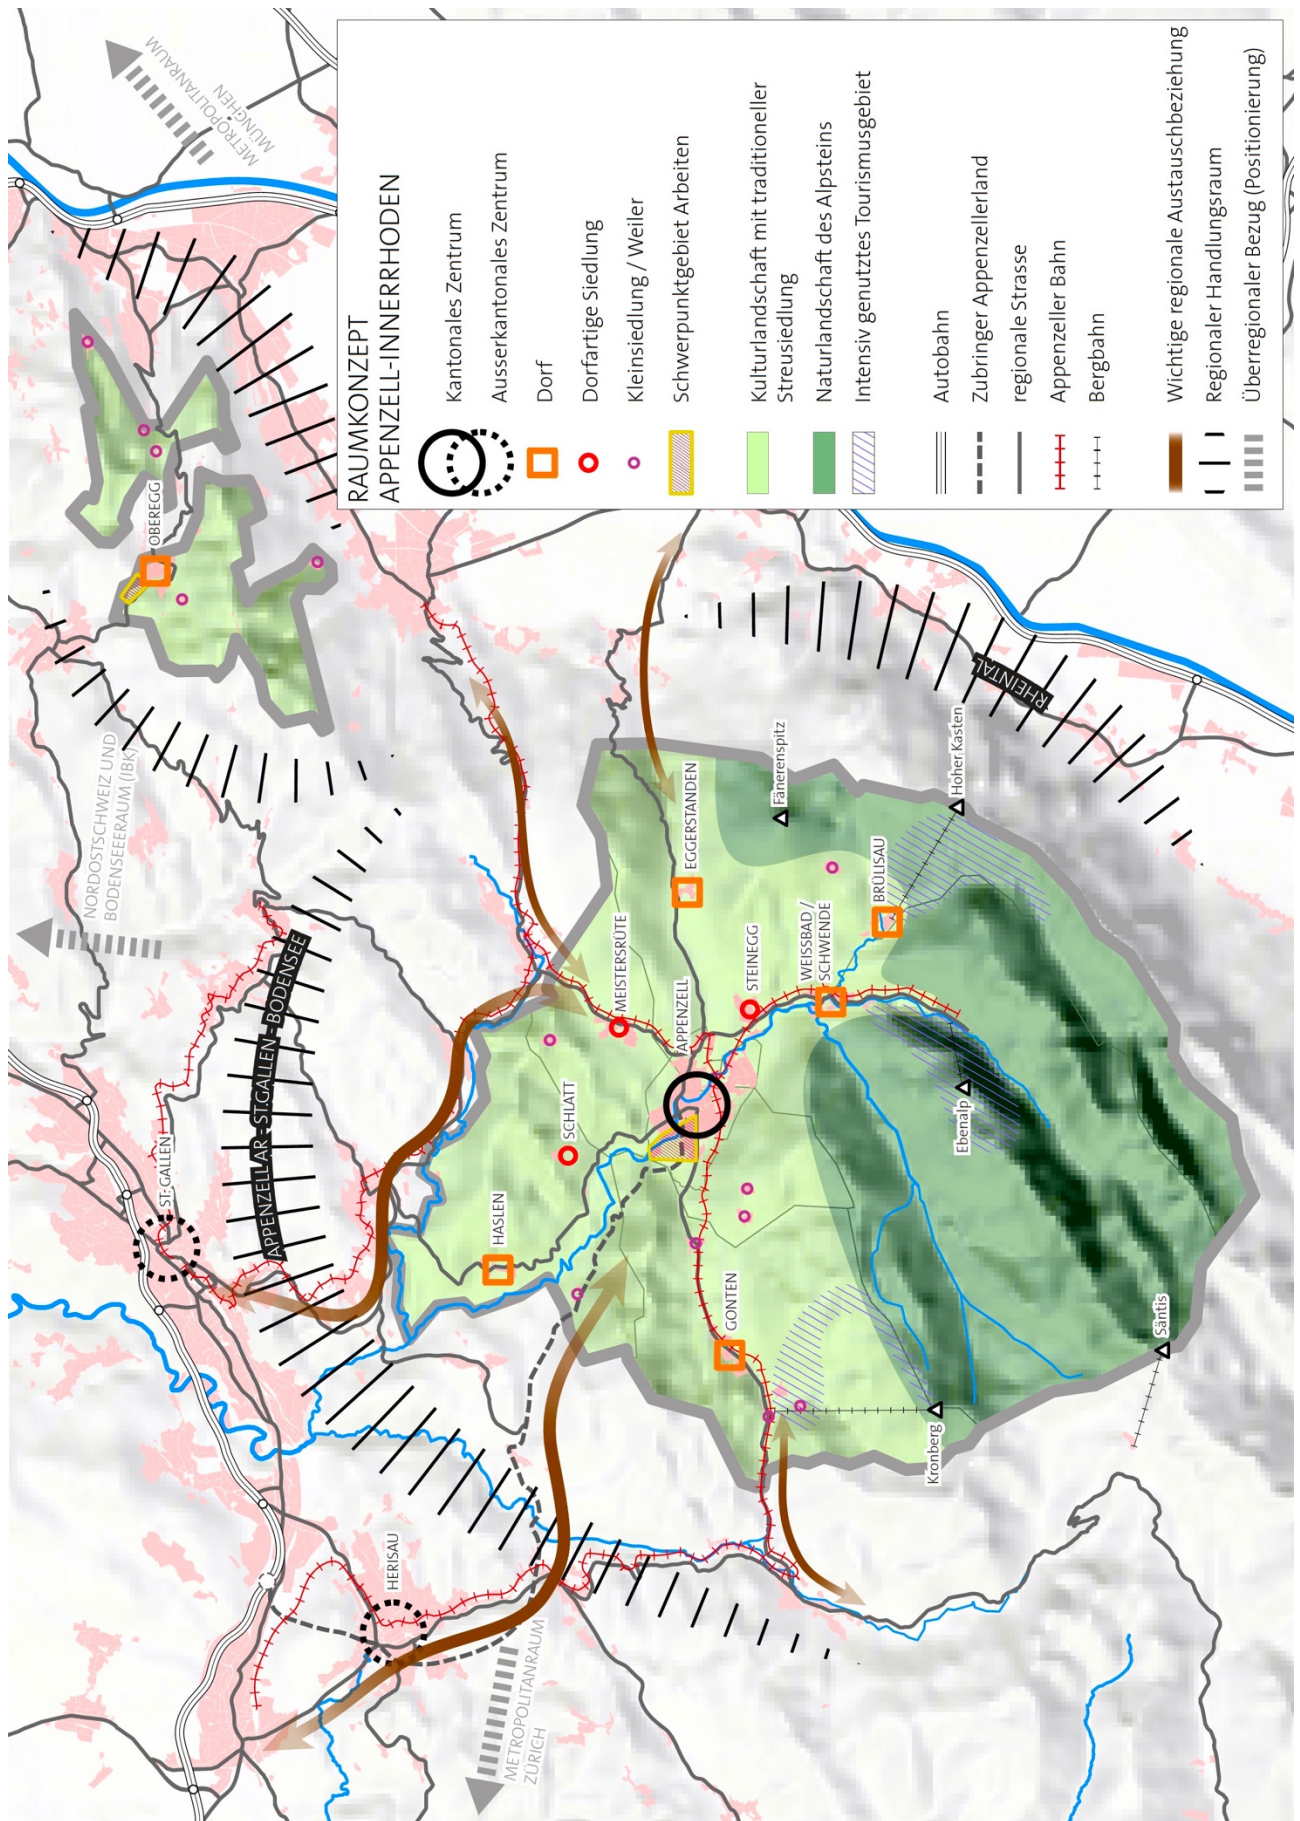 RAUMKONZEPT
APPENZELL-INNERRHODEN
Kantonales Zentrum
Ausserkantonales Zentrum
Dorf
Dorfartige Siedlung
Kleinsiedlung / Weiler
Schwerpunktgebiet Arbeiten
Kulturlandschaft mit traditioneller
Streusiedlung
Naturlandschaft des Alpsteins
Intensiv genutztes Tourismusgebiet
Autobahn
Zubringer Appenzellerland
regionale Strasse
Appenzeller Bahn
Bergbahn
Wichtige regionale Austauschbeziehung
Regionaler Handlungsraum
Überregionaler Bezug (Positionierung)
METROPOLITANRAUM
MÜNCHEN
NORDOSTSCHWEIZ UND
BODENSEERAUM (IBK)
METROPOLITANRAUM
ZÜRICH
APPENZELL AR - ST.GALLEN - BODENSEE
RHEINTAL
ST. GALLEN
HERISAU
OBEREGG
HASLEN
SCHLATT
MEISTERSRÜTE
APPENZELL
EGGERSTANDEN
STEINEGG
WEISSBAD /
SCHWENDE
BRÜLISAU
GONTEN
Fänerenspitz
Hoher Kasten
Ebenalp
Kronberg
Säntis